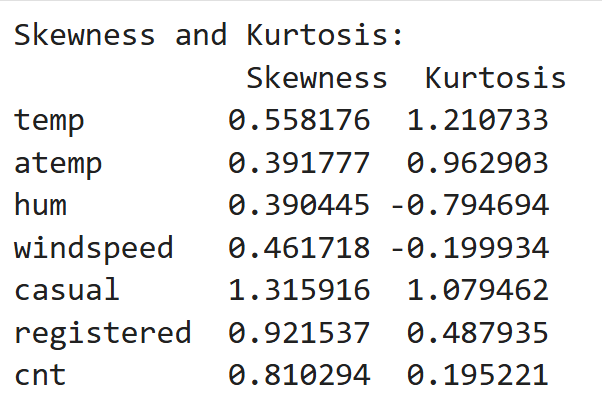 Skewness and Kurtosis:
Skewness Kurtosis
temp 0.558176 1.210733
atemp 0.391777 0.962903
hum 0.390445 -0.794694
windspeed 0.461718 -0.199934
casual 1.315916 1.079462
registered 0.921537 0.487935
cnt 0.810294 0.195221